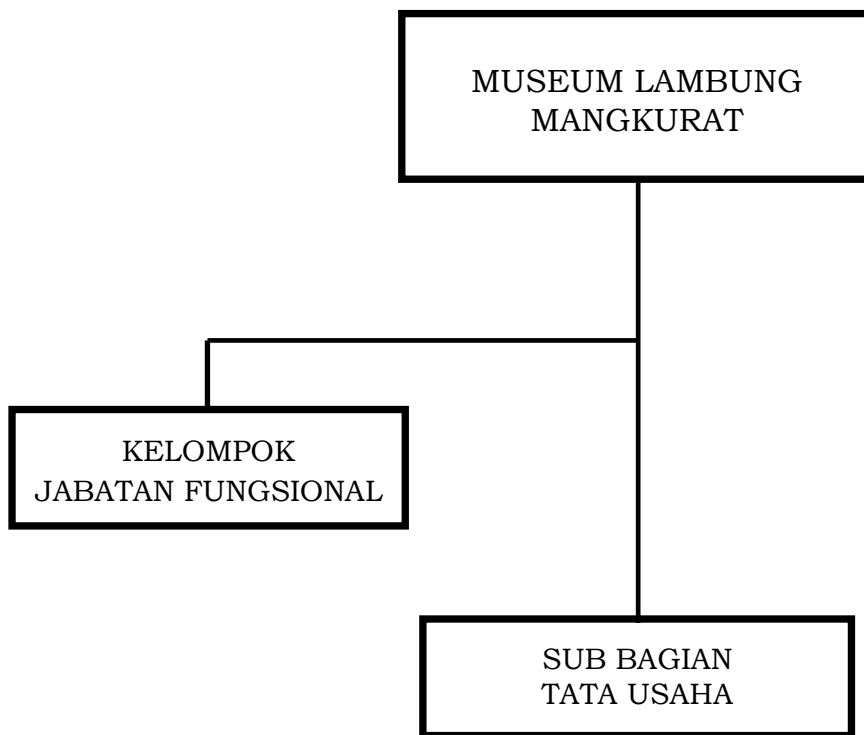 MUSEUM LAMBUNG
MANGKURAT
KELOMPOK
JABATAN FUNGSIONAL
SUB BAGIAN
TATA USAHA